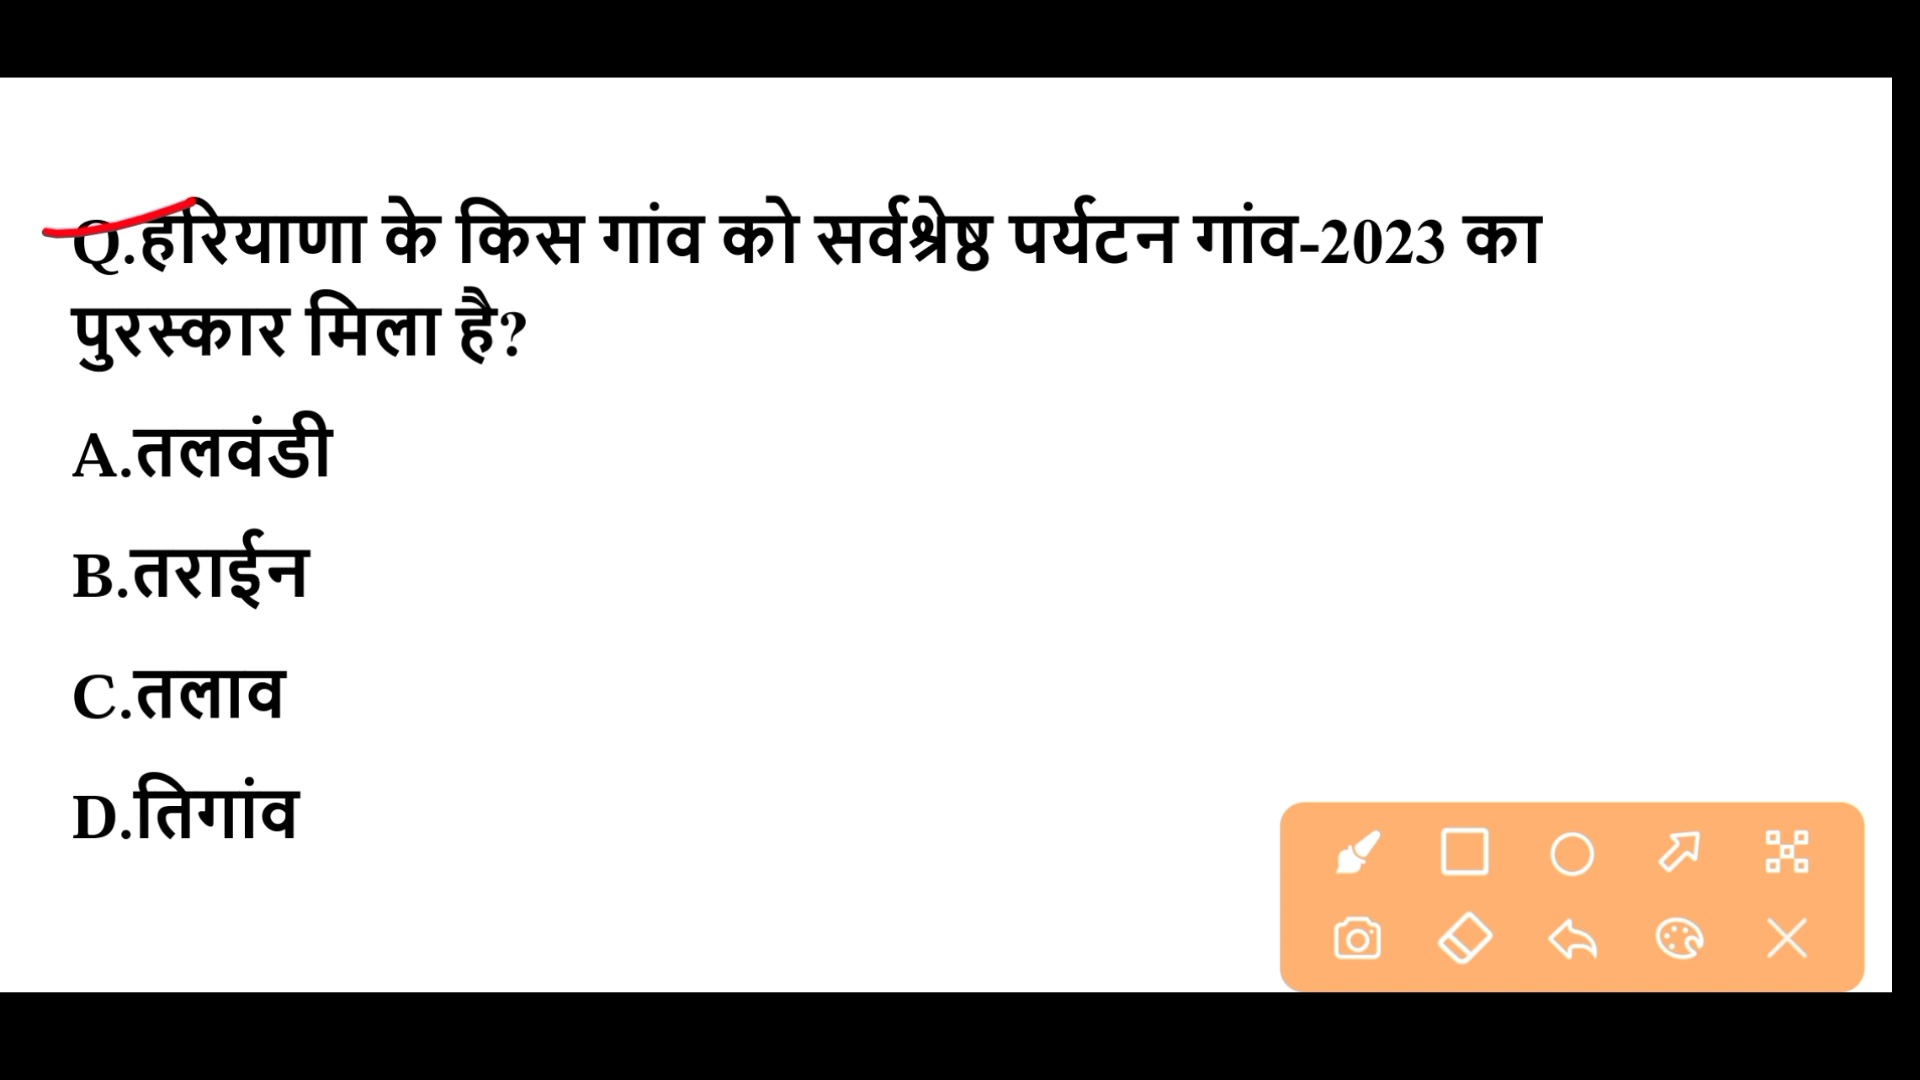 Q.हरियाणा के किस गांव को सर्वश्रेष्ठ पर्यटन गांव-2023 का
पुरस्कार मिला है?
A.तलवंडी
B.तराईन
C.तलाव
D.तिगांव